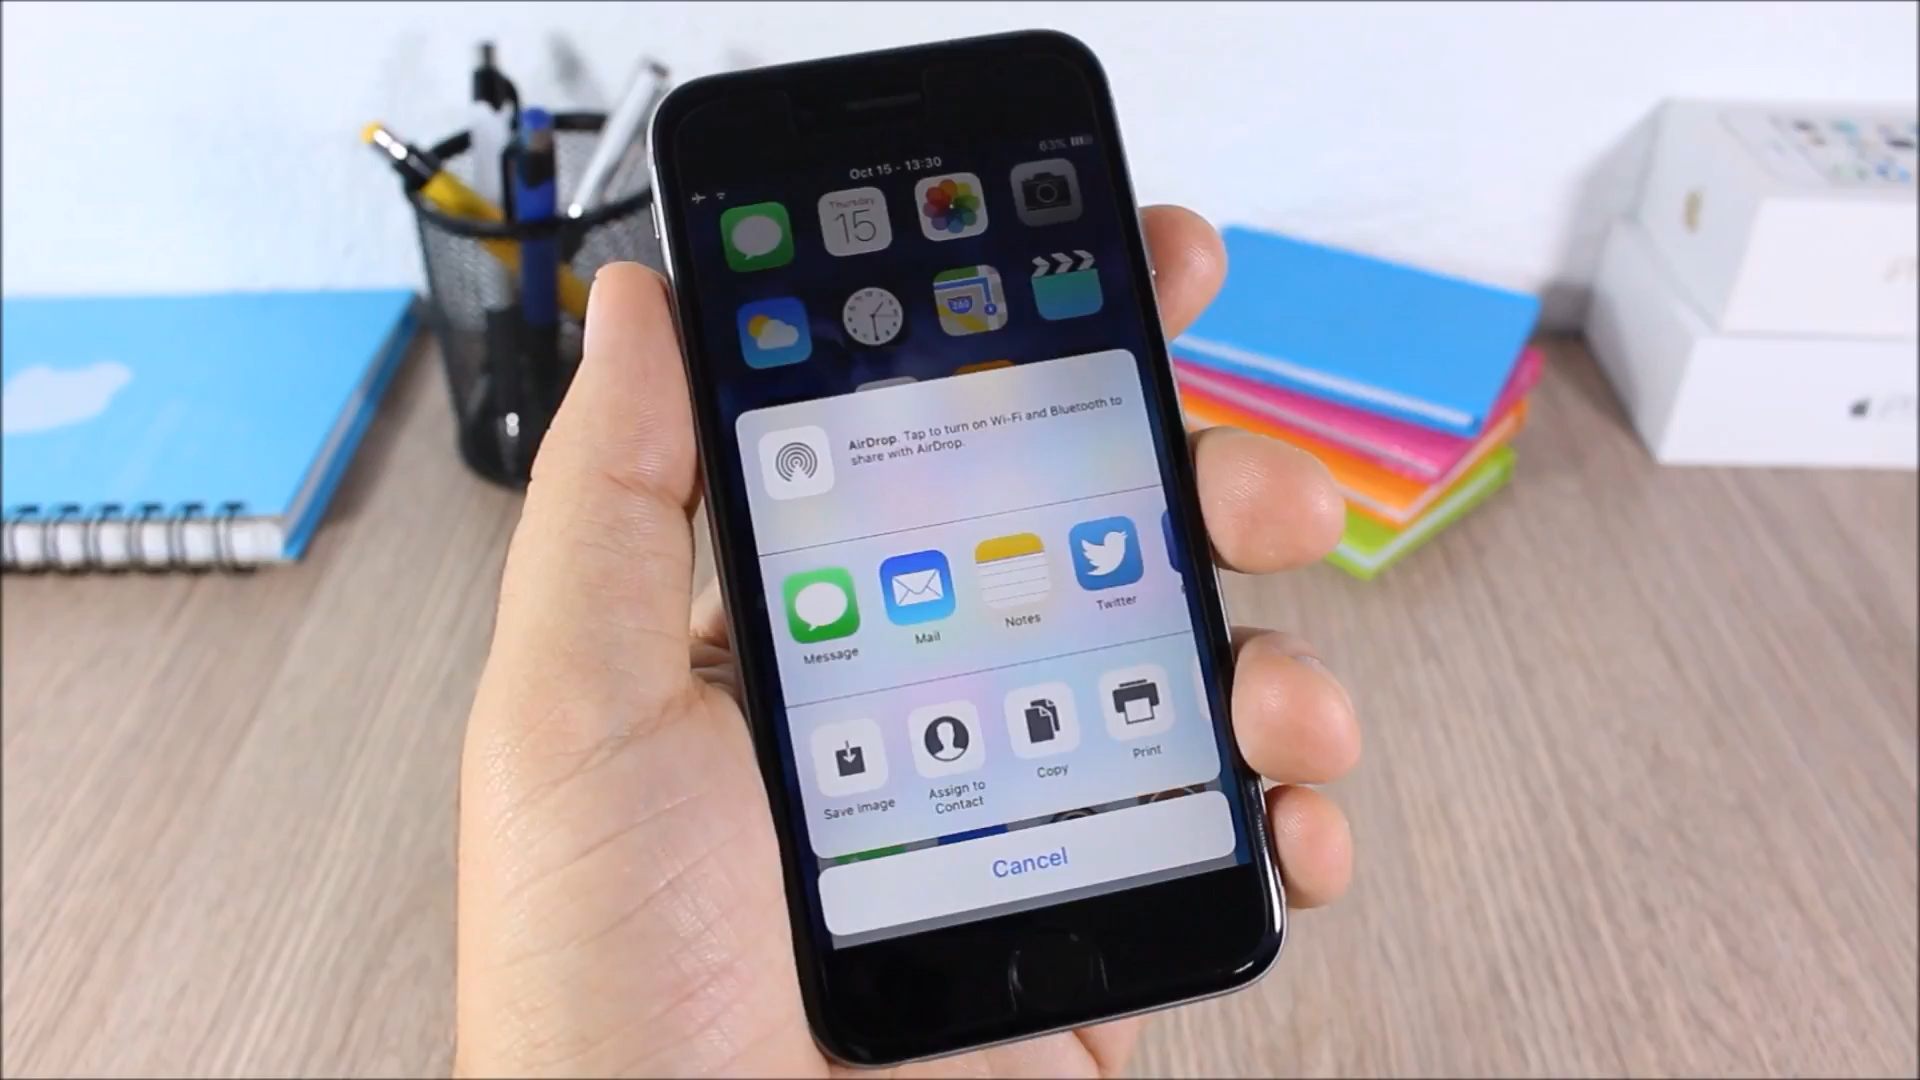 63%
Oct 15 - 13:30
Thursday
15
280
AirDrop. Tap to turn on Wi-Fi and Bluetooth to
share with AirDrop.
Message
Mail
Notes
Twitter
Save Image
Assign to
Contact
Copy
Print
Cancel